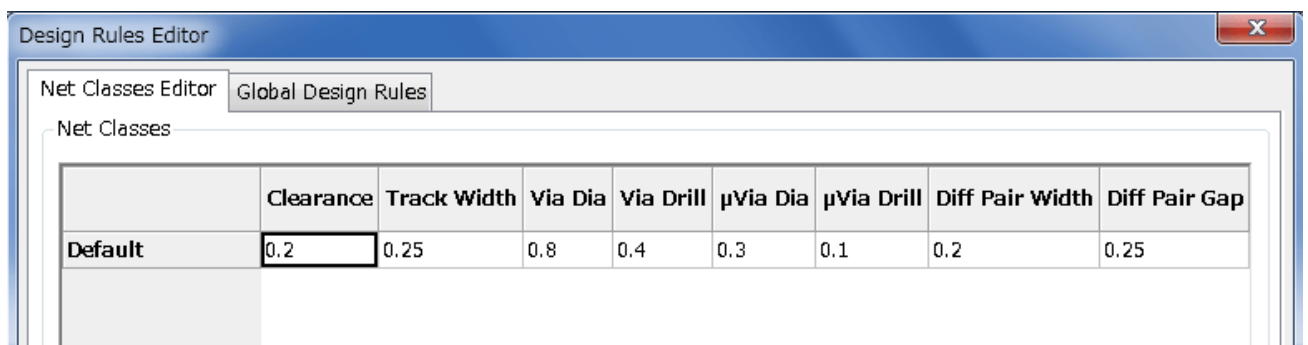 Design Rules Editor
Net Classes Editor Global Design Rules
Net Classes
Clearance Track Width Via Dia Via Drill µVia Dia µVia Drill Diff Pair Width Diff Pair Gap
Default 0.2 0.25 0.8 0.4 0.3 0.1 0.2 0.25